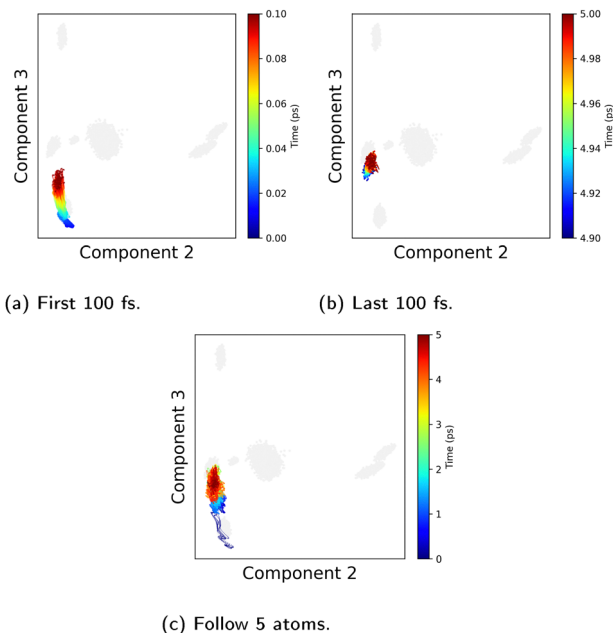 0.10
0.08
0.06
0.04
0.02
0.00
Time (ps)
Component 3
Component 2
5.00
4.98
4.96
4.94
4.92
4.90
Time (ps)
Component 3
Component 2
(a) First 100 fs.
(b) Last 100 fs.
5
4
3
2
1
0
Time (ps)
Component 3
Component 2
(c) Follow 5 atoms.